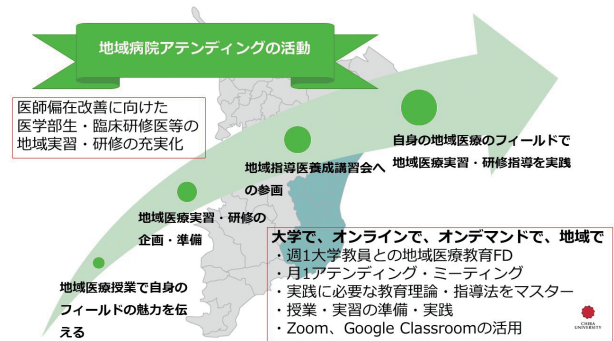 地域病院アテンディングの活動
医師偏在改善に向けた
医学部生・臨床研修医等の
地域実習・研修の充実化
自身の地域医療のフィールドで
地域医療実習・研修指導を実践
地域指導医養成講習会へ
の参画
地域医療実習・研修の
企画・準備
地域医療授業で自身の
フィールドの魅力を伝
える
大学で、オンラインで、オンデマンドで、地域で
・週1大学教員との地域医療教育FD
・月1アテンディング・ミーティング
・実践に必要な教育理論・指導法をマスター
・授業・実習の準備・実践
・Zoom、Google Classroomの活用
CHIBA
UNIVERSITY